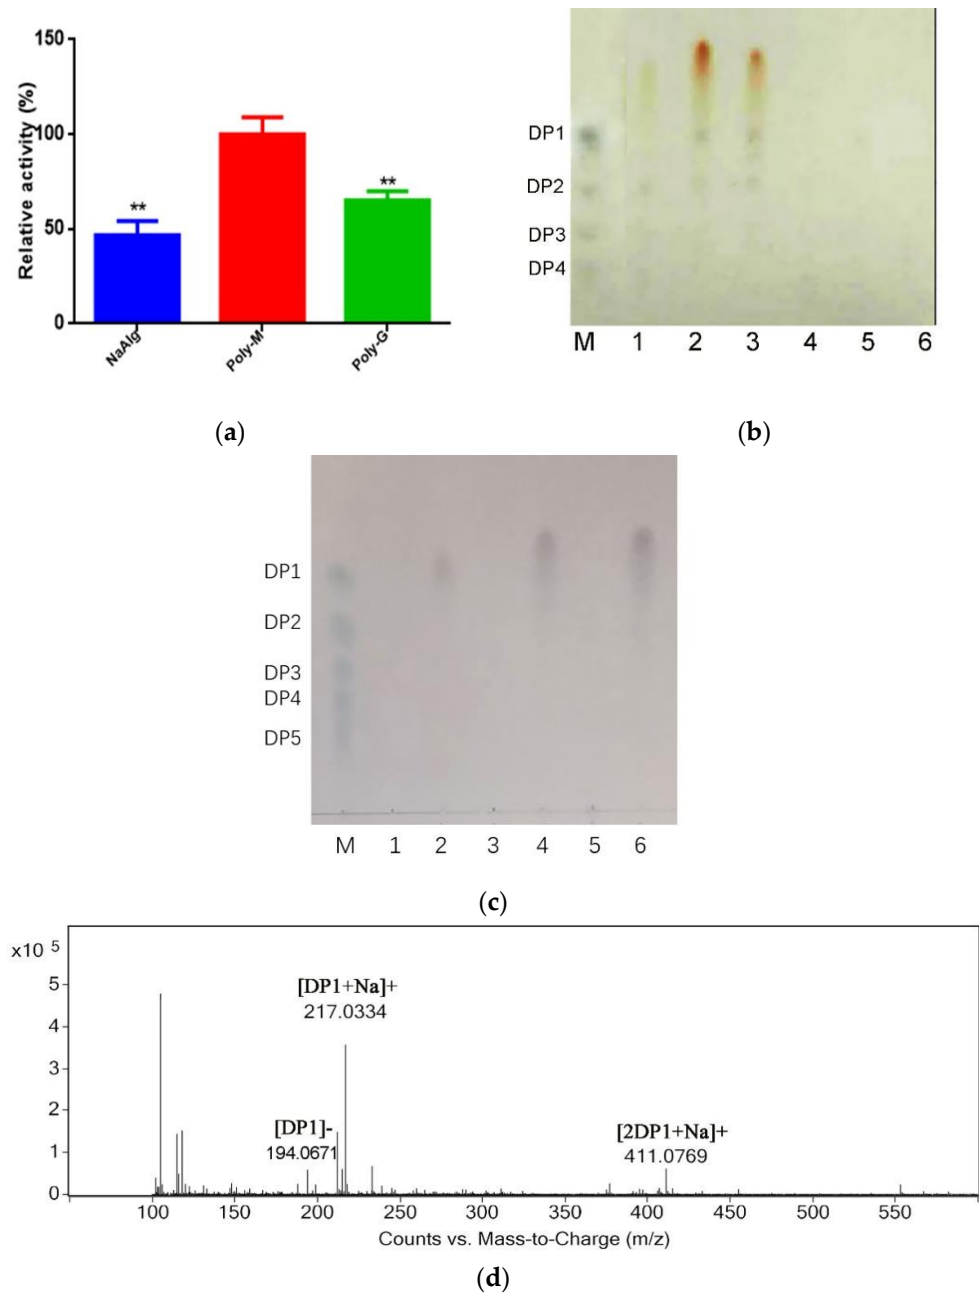 150
100
50
0
Relative activity (%)
**
**
NaAlg
Poly-M
Poly-G
(a)
DP1
DP2
DP3
DP4
M 1 2 3 4 5 6
(b)
DP1
DP2
DP3
DP4
DP5
M 1 2 3 4 5 6
(c)
x10 5
5
4
3
2
1
0
[DP1+Na]+
217.0334
[DP1]-
194.0671
[2DP1+Na]+
411.0769
100 150 200 250 300 350 400 450 500 550
Counts vs. Mass-to-Charge (m/z)
(d)